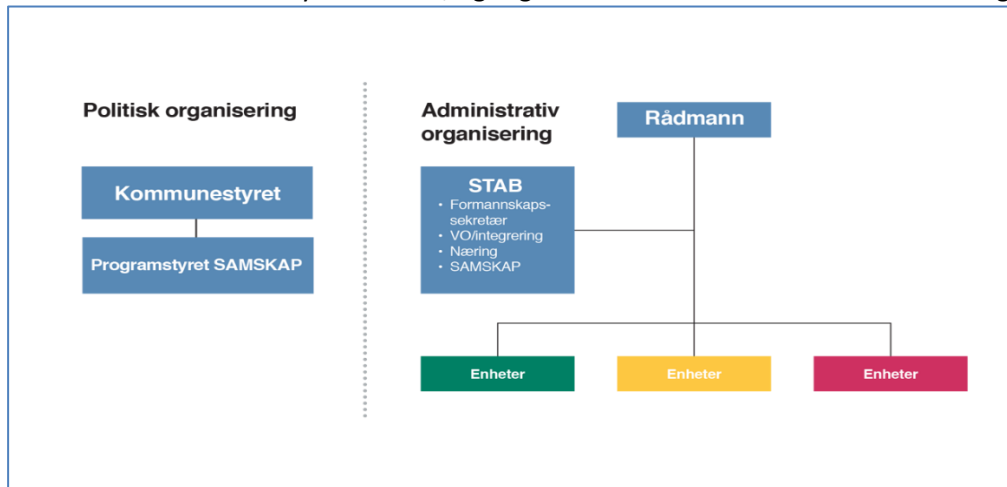 Politisk organisering
Kommunestyret
Programstyret SAMSKAP
Administrativ
organisering
Rådmann
STAB
• Formannskaps-
sekretær
• VO/integrering
• Næring
• SAMSKAP
Enheter
Enheter
Enheter